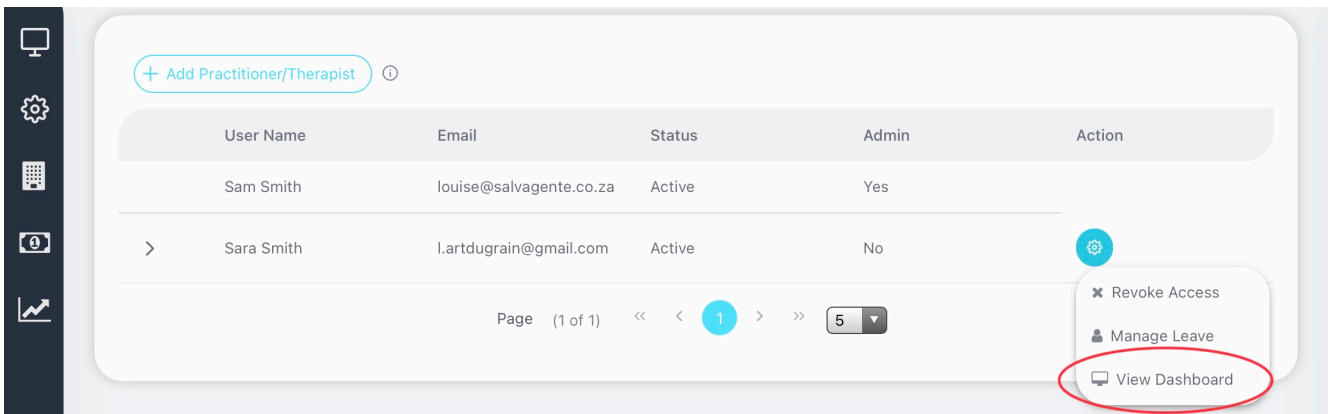 + Add Practitioner/Therapist
User Name Email Status Admin Action
Sam Smith louise@salvagente.co.za Active Yes
Sara Smith l.artdugrain@gmail.com Active No
Page (1 of 1) << < 1 > >> 5
Revoke Access
Manage Leave
View Dashboard